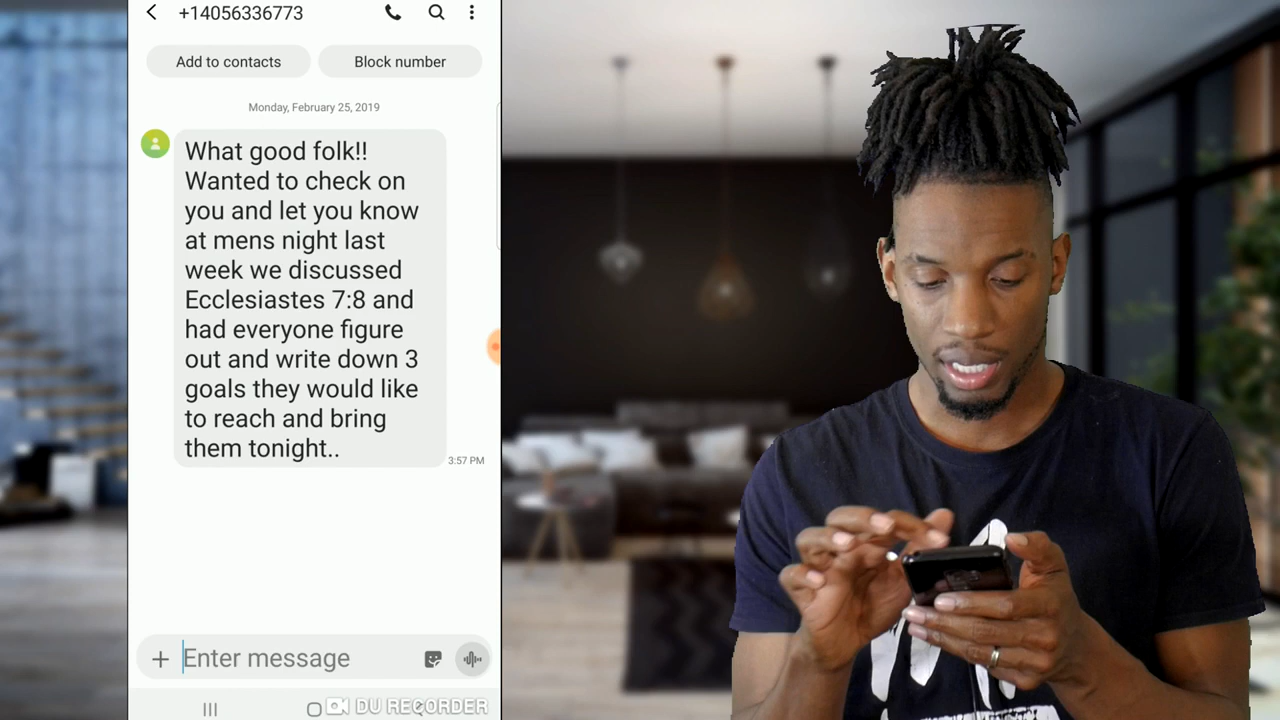 +14056336773
Add to contacts
Block number
Monday, February 25, 2019
What good folk!!
Wanted to check on
you and let you know
at mens night last
week we discussed
Ecclesiastes 7:8 and
had everyone figure
out and write down 3
goals they would like
to reach and bring
them tonight..
3:57 PM
Enter message
DU RECORDER